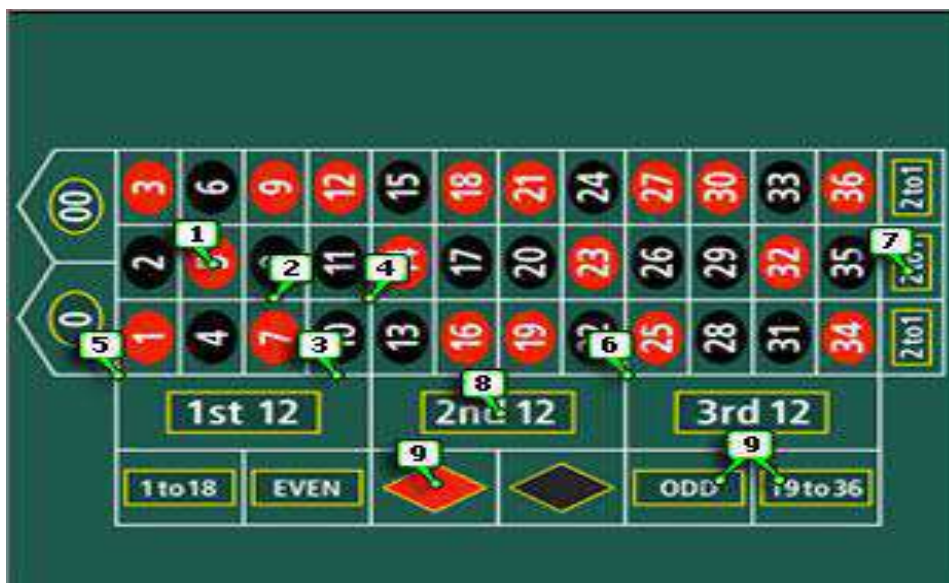 00 3 6 9 12 15 18 21 24 27 30 33 36 2to1
1 2 11 17 20 23 26 29 32 35 7
2 4
0 1 4 7 13 16 19 25 28 31 34 2to1
5 3 6
8
1st 12 2nd 12 3rd 12
9 9
1to18 EVEN ODD 19to36